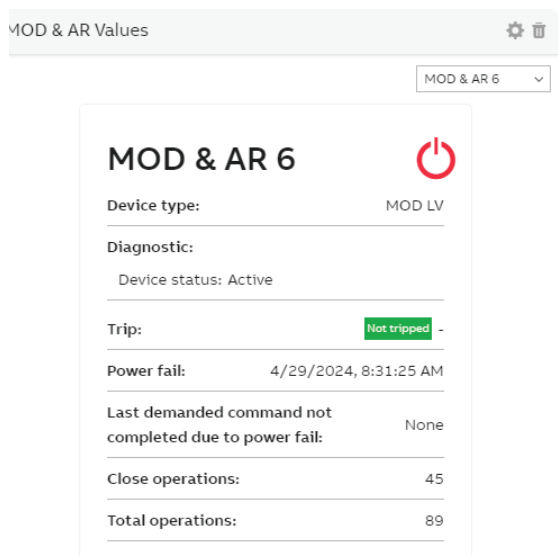 MOD & AR Values
MOD & AR 6
MOD & AR 6
Device type: MOD LV
Diagnostic:
Device status: Active
Trip: Not tripped -
Power fail: 4/29/2024, 8:31:25 AM
Last demanded command not
completed due to power fail: None
Close operations: 45
Total operations: 89